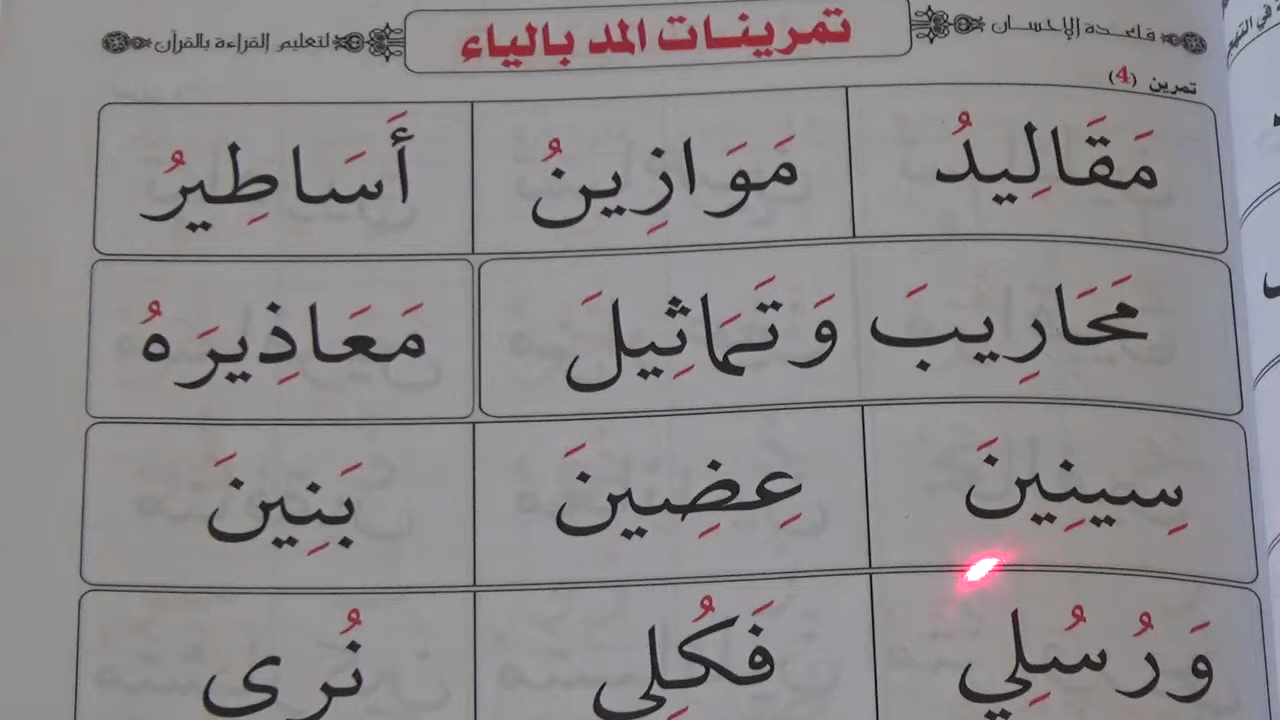 قاعدة الإحسان
تمرينات المد بالياء
لتعليم القراءة بالقرآن
تمرين (4)
مَقَالِيدُ مَوَازِينُ أَسَاطِيرُ
مَحَارِيبَ وَتَمَاثِيلَ مَعَاذِيرَهُ
سِينِينَ عِضِينَ بَنِينَ
وَرُسُلِي فَكُلِي نُرِي